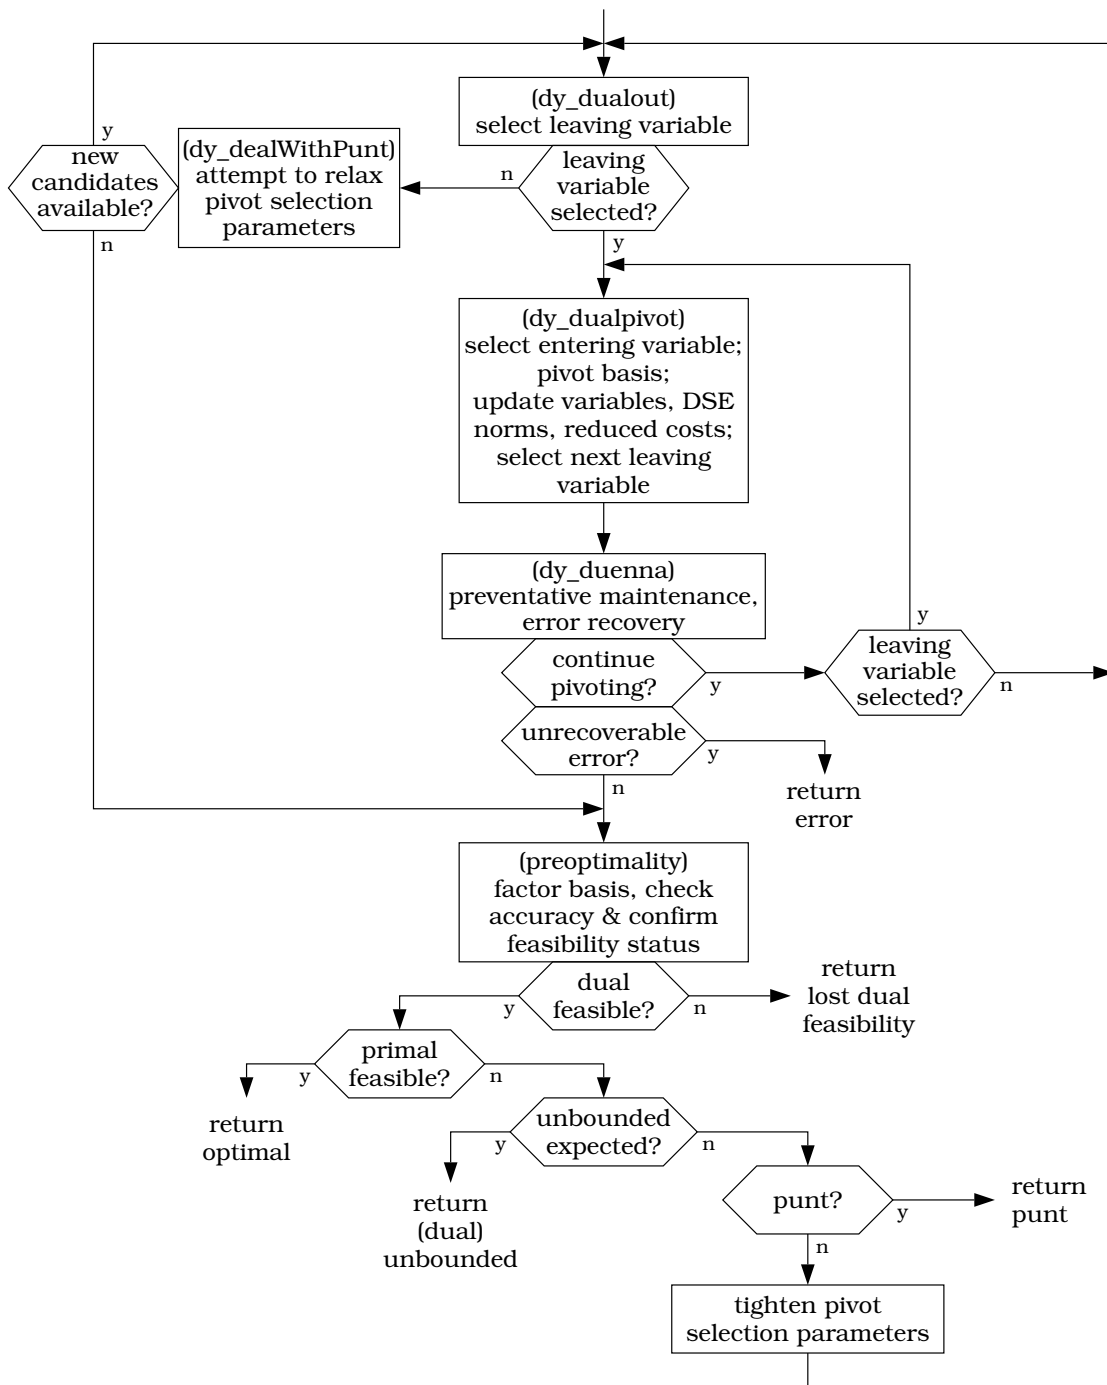 (dy_dualout)
select leaving variable
leaving
variable
selected?
n
y
(dy_dealWithPunt)
attempt to relax
pivot selection
parameters
y
new
candidates
available?
n
(dy_dualpivot)
select entering variable;
pivot basis;
update variables, DSE
norms, reduced costs;
select next leaving
variable
(dy_duenna)
preventative maintenance,
error recovery
continue
pivoting?
y
y
leaving
variable
selected?
n
unrecoverable
error?
y
n
return
error
(preoptimality)
factor basis, check
accuracy & confirm
feasibility status
dual
feasible?
y
n
return
lost dual
feasibility
primal
feasible?
y
n
return
optimal
unbounded
expected?
y
n
return
(dual)
unbounded
punt?
y
n
return
punt
tighten pivot
selection parameters